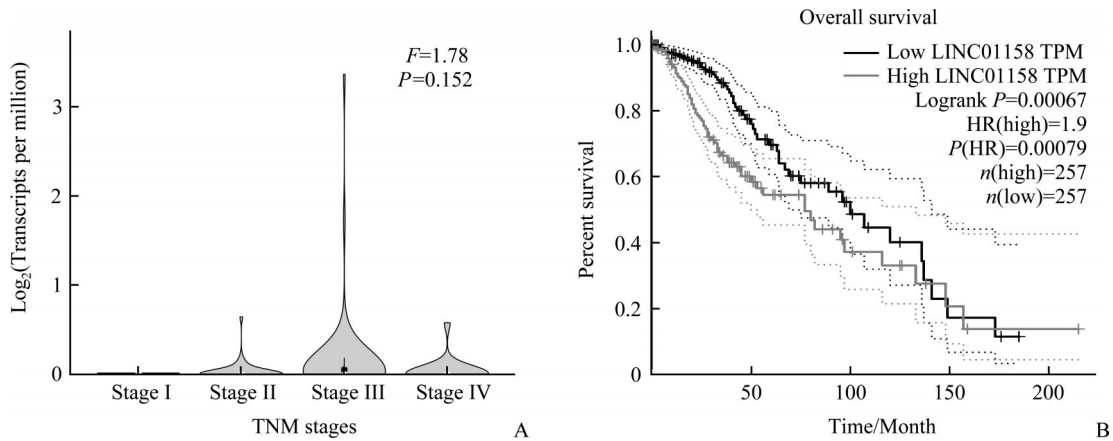 F=1.78
P=0.152
Log₂(Transcripts per million)
3
2
1
0
Stage I Stage II Stage III Stage IV
TNM stages
A
Overall survival
Low LINC01158 TPM
High LINC01158 TPM
Logrank P=0.00067
HR(high)=1.9
P(HR)=0.00079
n(high)=257
n(low)=257
Percent survival
1.0
0.8
0.6
0.4
0.2
0
50 100 150 200
Time/Month
B